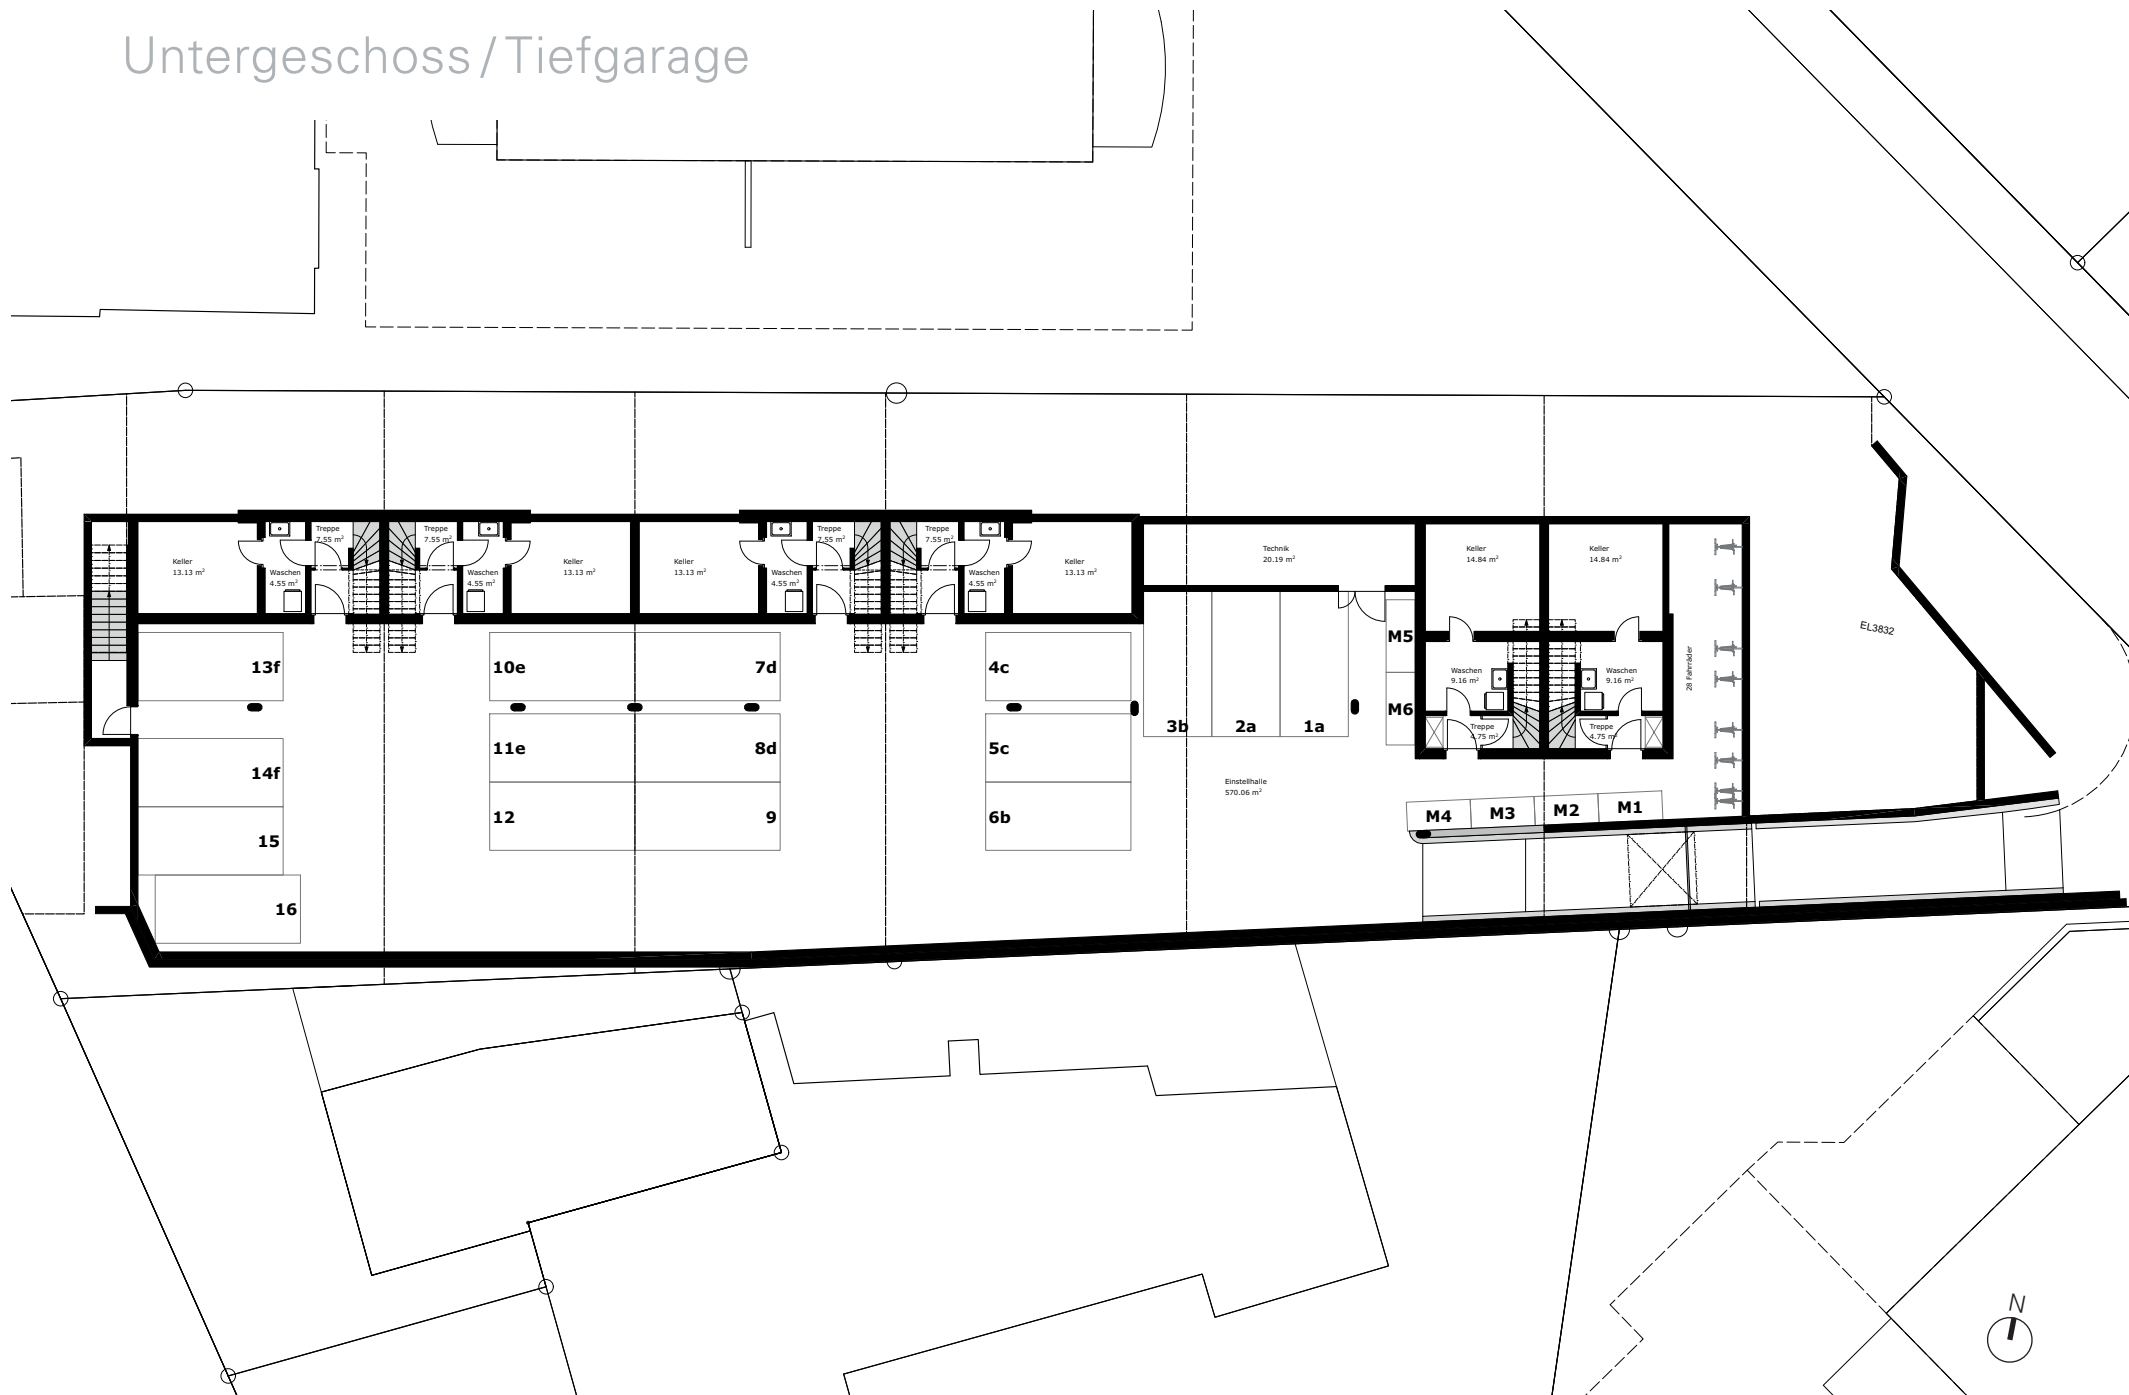 Untergeschoss / Tiefgarage
Keller
13.13 m²
Waschen
4.55 m²
Treppe
7.55 m²
Treppe
7.55 m²
Waschen
4.55 m²
Keller
13.13 m²
Keller
13.13 m²
Waschen
4.55 m²
Treppe
7.55 m²
Treppe
7.55 m²
Waschen
4.55 m²
Keller
13.13 m²
Technik
20.19 m²
Keller
14.84 m²
Keller
14.84 m²
Waschen
9.16 m²
Waschen
9.16 m²
Treppe
4.75 m²
Treppe
4.75 m²
28 Fahrräder
EL3832
13f
10e
7d
4c
M5
M6
3b
2a
1a
14f
11e
8d
5c
Einstellhalle
570.06 m²
15
12
9
6b
M4
M3
M2
M1
16
N